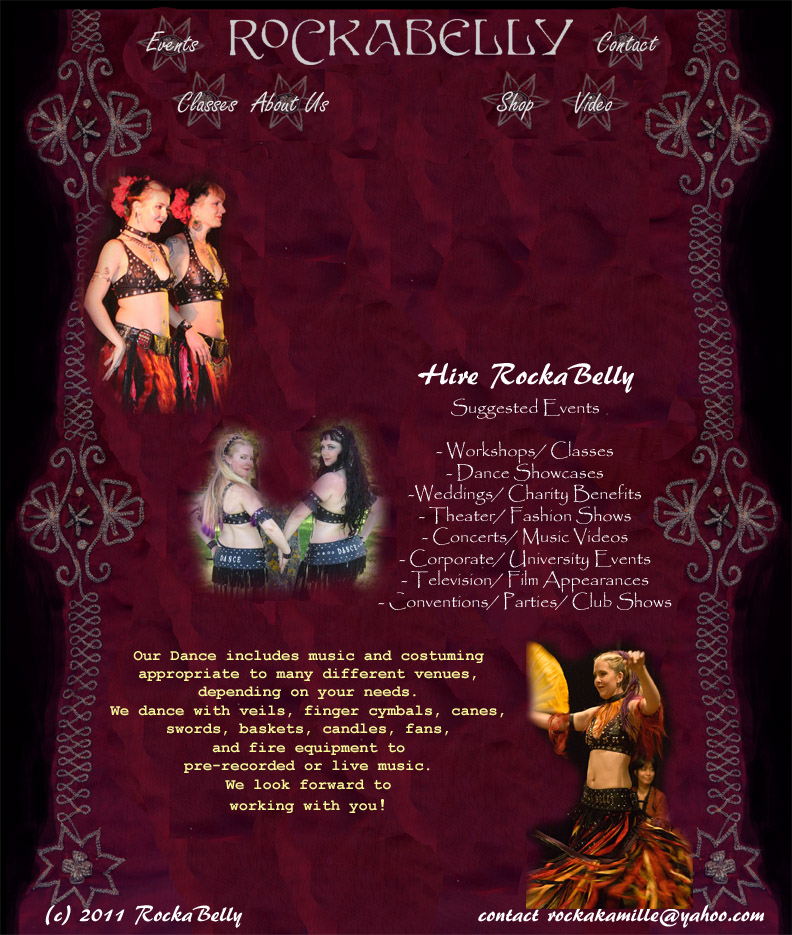 Events
ROCKABELLY
Contact
Classes
About Us
Shop
Video
Hire RockaBelly
Suggested Events
- Workshops/ Classes
- Dance Showcases
-Weddings/ Charity Benefits
- Theater/ Fashion Shows
- Concerts/ Music Videos
- Corporate/ University Events
- Television/ Film Appearances
- Conventions/ Parties/ Club Shows
DANCE
DANCE
Our Dance includes music and costuming
appropriate to many different venues,
depending on your needs.
We dance with veils, finger cymbals, canes,
swords, baskets, candles, fans,
and fire equipment to
pre-recorded or live music.
We look forward to
working with you!
(c) 2011 RockaBelly
contact rockakamille@yahoo.com